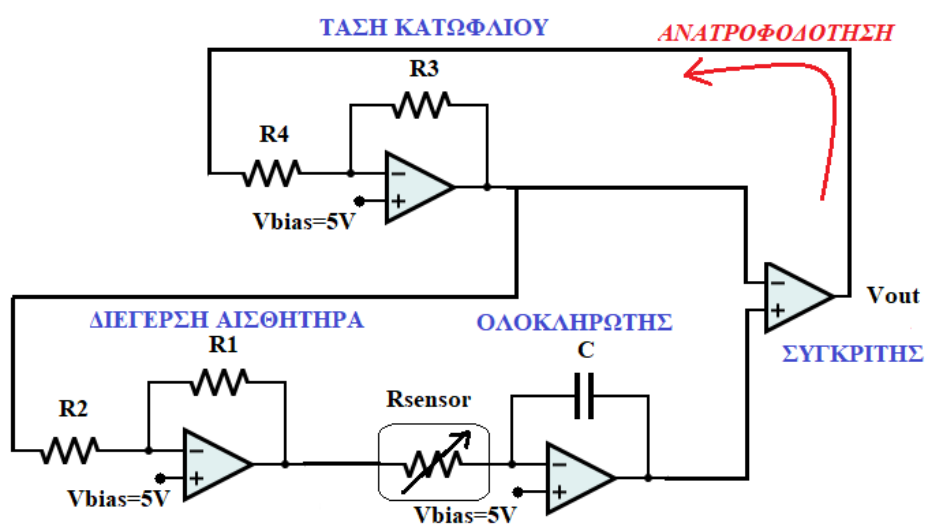 ΤΑΣΗ ΚΑΤΩΦΛΙΟΥ
ΑΝΑΤΡΟΦΟΔΟΤΗΣΗ
R3
R4
Vbias=5V
Vout
ΔΙΕΓΕΡΣΗ ΑΙΣΘΗΤΗΡΑ
ΟΛΟΚΛΗΡΩΤΗΣ
ΣΥΓΚΡΙΤΗΣ
R1
C
R2
Rsensor
Vbias=5V
Vbias=5V